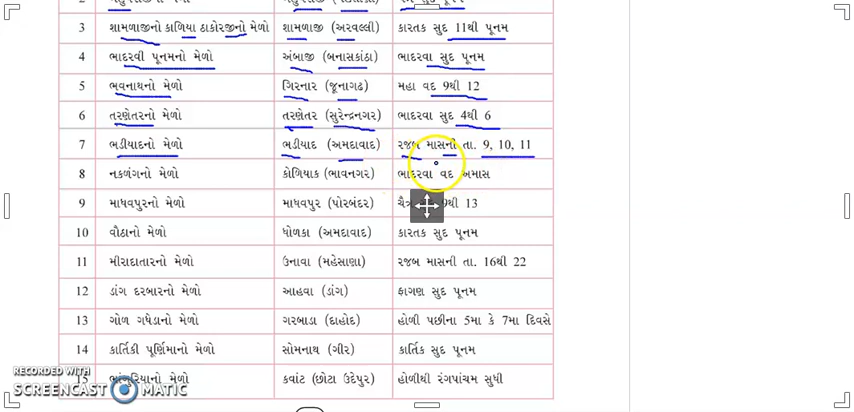 2
3 શામળાજીનો કાળિયા ઠાકોરજીનો મેળો શામળાજી (અરવલ્લી) કારતક સુદ 11થી પૂનમ
4 ભાદરવી પૂનમનો મેળો અંબાજી (બનાસકાંઠા) ભાદરવા સુદ પૂનમ
5 ભવનાથનો મેળો ગિરનાર (જૂનાગઢ) મહા વદ 9થી 12
6 તરણેતરનો મેળો તરણેતર (સુરેન્દ્રનગર) ભાદરવા સુદ 4થી 6
7 ભડીયાદનો મેળો ભડીયાદ (અમદાવાદ) રજબ માસની તા. 9, 10, 11
8 નકળંગનો મેળો કોળિયાક (ભાવનગર) ભાદરવા વદ અમાસ
9 માધવપુરનો મેળો માધવપુર (પોરબંદર) ચૈત્ર 9થી 13
10 વૌઠાનો મેળો ધોળકા (અમદાવાદ) કારતક સુદ પૂનમ
11 મીરાદાતારનો મેળો ઉનાવા (મહેસાણા) રજબ માસની તા. 16થી 22
12 ડાંગ દરબારનો મેળો આહવા (ડાંગ) ફાગણ સુદ પૂનમ
13 ગોળ ગધેડાનો મેળો ગરબાડા (દાહોદ) હોળી પછીના 5મા કે 7મા દિવસે
14 કાર્તિકી પૂર્ણિમાનો મેળો સોમનાથ (ગીર) કાર્તિક સુદ પૂનમ
RECORDED WITH
15 ભાંગુરિયાનો મેળો કવાંટ (છોટા ઉદેપુર) હોળીથી રંગપાંચમ સુધી
SCREENCAST MATIC